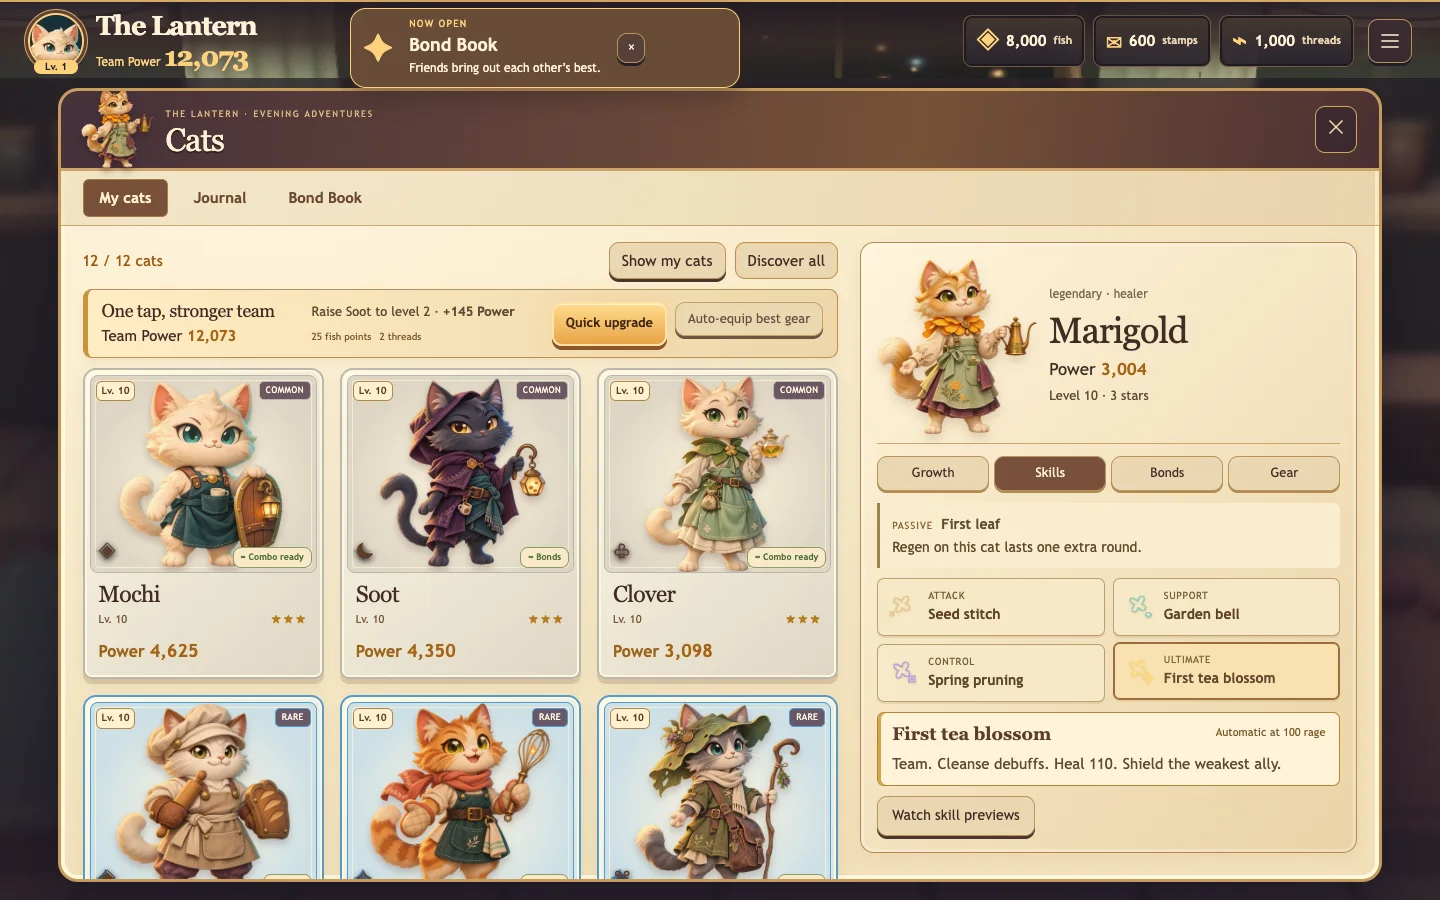 The Lantern
Team Power 12,073
Lv. 1
NOW OPEN
Bond Book
Friends bring out each other's best.
×
8,000 fish
600 stamps
1,000 threads
THE LANTERN · EVENING ADVENTURES
Cats
My cats
Journal
Bond Book
12 / 12 cats
Show my cats
Discover all
One tap, stronger team
Team Power 12,073
Raise Soot to level 2 · +145 Power
25 fish points 2 threads
Quick upgrade
Auto-equip best gear
Lv. 10
COMMON
Combo ready
Mochi
Lv. 10
Power 4,625
Lv. 10
COMMON
Bonds
Soot
Lv. 10
Power 4,350
Lv. 10
COMMON
Combo ready
Clover
Lv. 10
Power 3,098
Lv. 10
RARE
Lv. 10
RARE
Lv. 10
RARE
legendary · healer
Marigold
Power 3,004
Level 10 · 3 stars
Growth
Skills
Bonds
Gear
PASSIVE First leaf
Regen on this cat lasts one extra round.
ATTACK
Seed stitch
SUPPORT
Garden bell
CONTROL
Spring pruning
ULTIMATE
First tea blossom
First tea blossom
Automatic at 100 rage
Team. Cleanse debuffs. Heal 110. Shield the weakest ally.
Watch skill previews